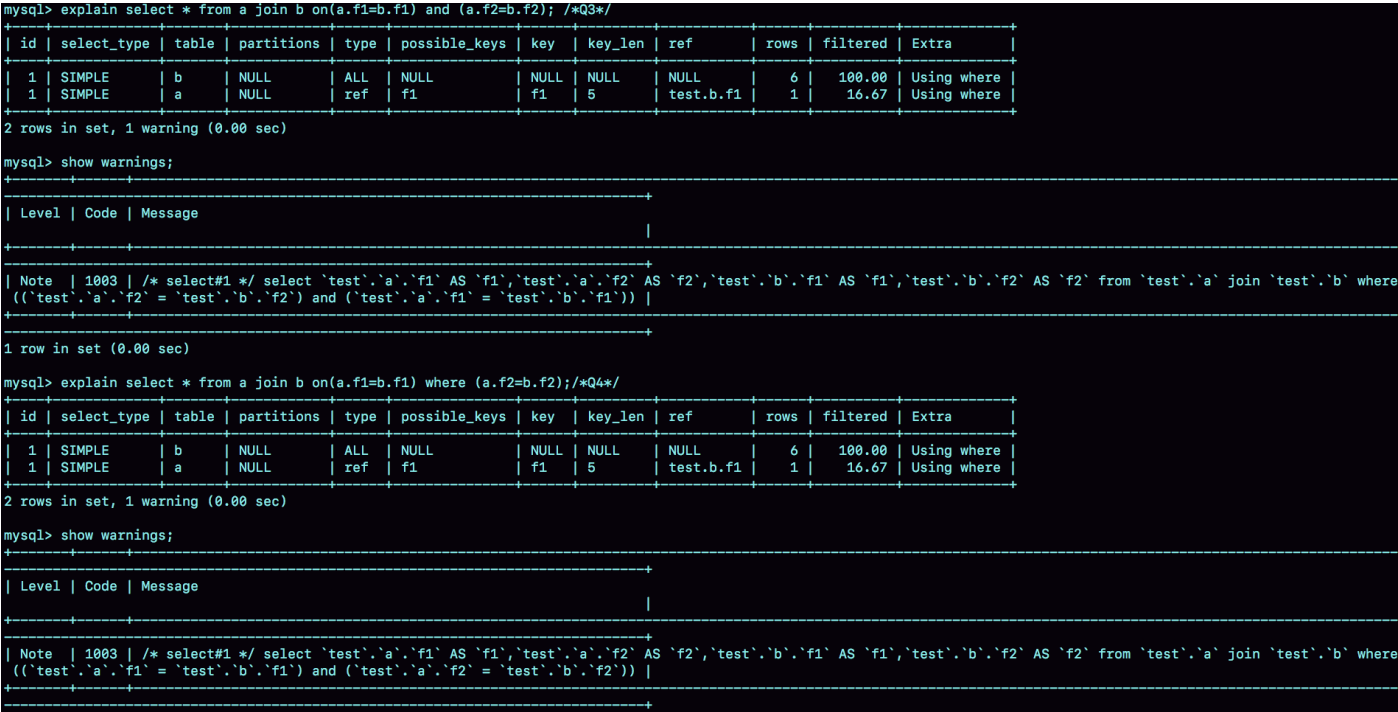 mysql> explain select * from a join b on(a.f1=b.f1) and (a.f2=b.f2); /*Q3*/
| id | select_type | table | partitions | type | possible_keys | key | key_len | ref | rows | filtered | Extra |
| 1 | SIMPLE | b | NULL | ALL | NULL | NULL | NULL | NULL | 6 | 100.00 | Using where |
| 1 | SIMPLE | a | NULL | ref | f1 | f1 | 5 | test.b.f1 | 1 | 16.67 | Using where |
2 rows in set, 1 warning (0.00 sec)
mysql> show warnings;
| Level | Code | Message
|
| Note | 1003 | /* select#1 */ select `test`.`a`.`f1` AS `f1`,`test`.`a`.`f2` AS `f2`,`test`.`b`.`f1` AS `f1`,`test`.`b`.`f2` AS `f2` from `test`.`a` join `test`.`b` where
((`test`.`a`.`f2` = `test`.`b`.`f2`) and (`test`.`a`.`f1` = `test`.`b`.`f1`)) |
1 row in set (0.00 sec)
mysql> explain select * from a join b on(a.f1=b.f1) where (a.f2=b.f2);/*Q4*/
| id | select_type | table | partitions | type | possible_keys | key | key_len | ref | rows | filtered | Extra |
| 1 | SIMPLE | b | NULL | ALL | NULL | NULL | NULL | NULL | 6 | 100.00 | Using where |
| 1 | SIMPLE | a | NULL | ref | f1 | f1 | 5 | test.b.f1 | 1 | 16.67 | Using where |
2 rows in set, 1 warning (0.00 sec)
mysql> show warnings;
| Level | Code | Message
|
| Note | 1003 | /* select#1 */ select `test`.`a`.`f1` AS `f1`,`test`.`a`.`f2` AS `f2`,`test`.`b`.`f1` AS `f1`,`test`.`b`.`f2` AS `f2` from `test`.`a` join `test`.`b` where
((`test`.`a`.`f1` = `test`.`b`.`f1`) and (`test`.`a`.`f2` = `test`.`b`.`f2`)) |